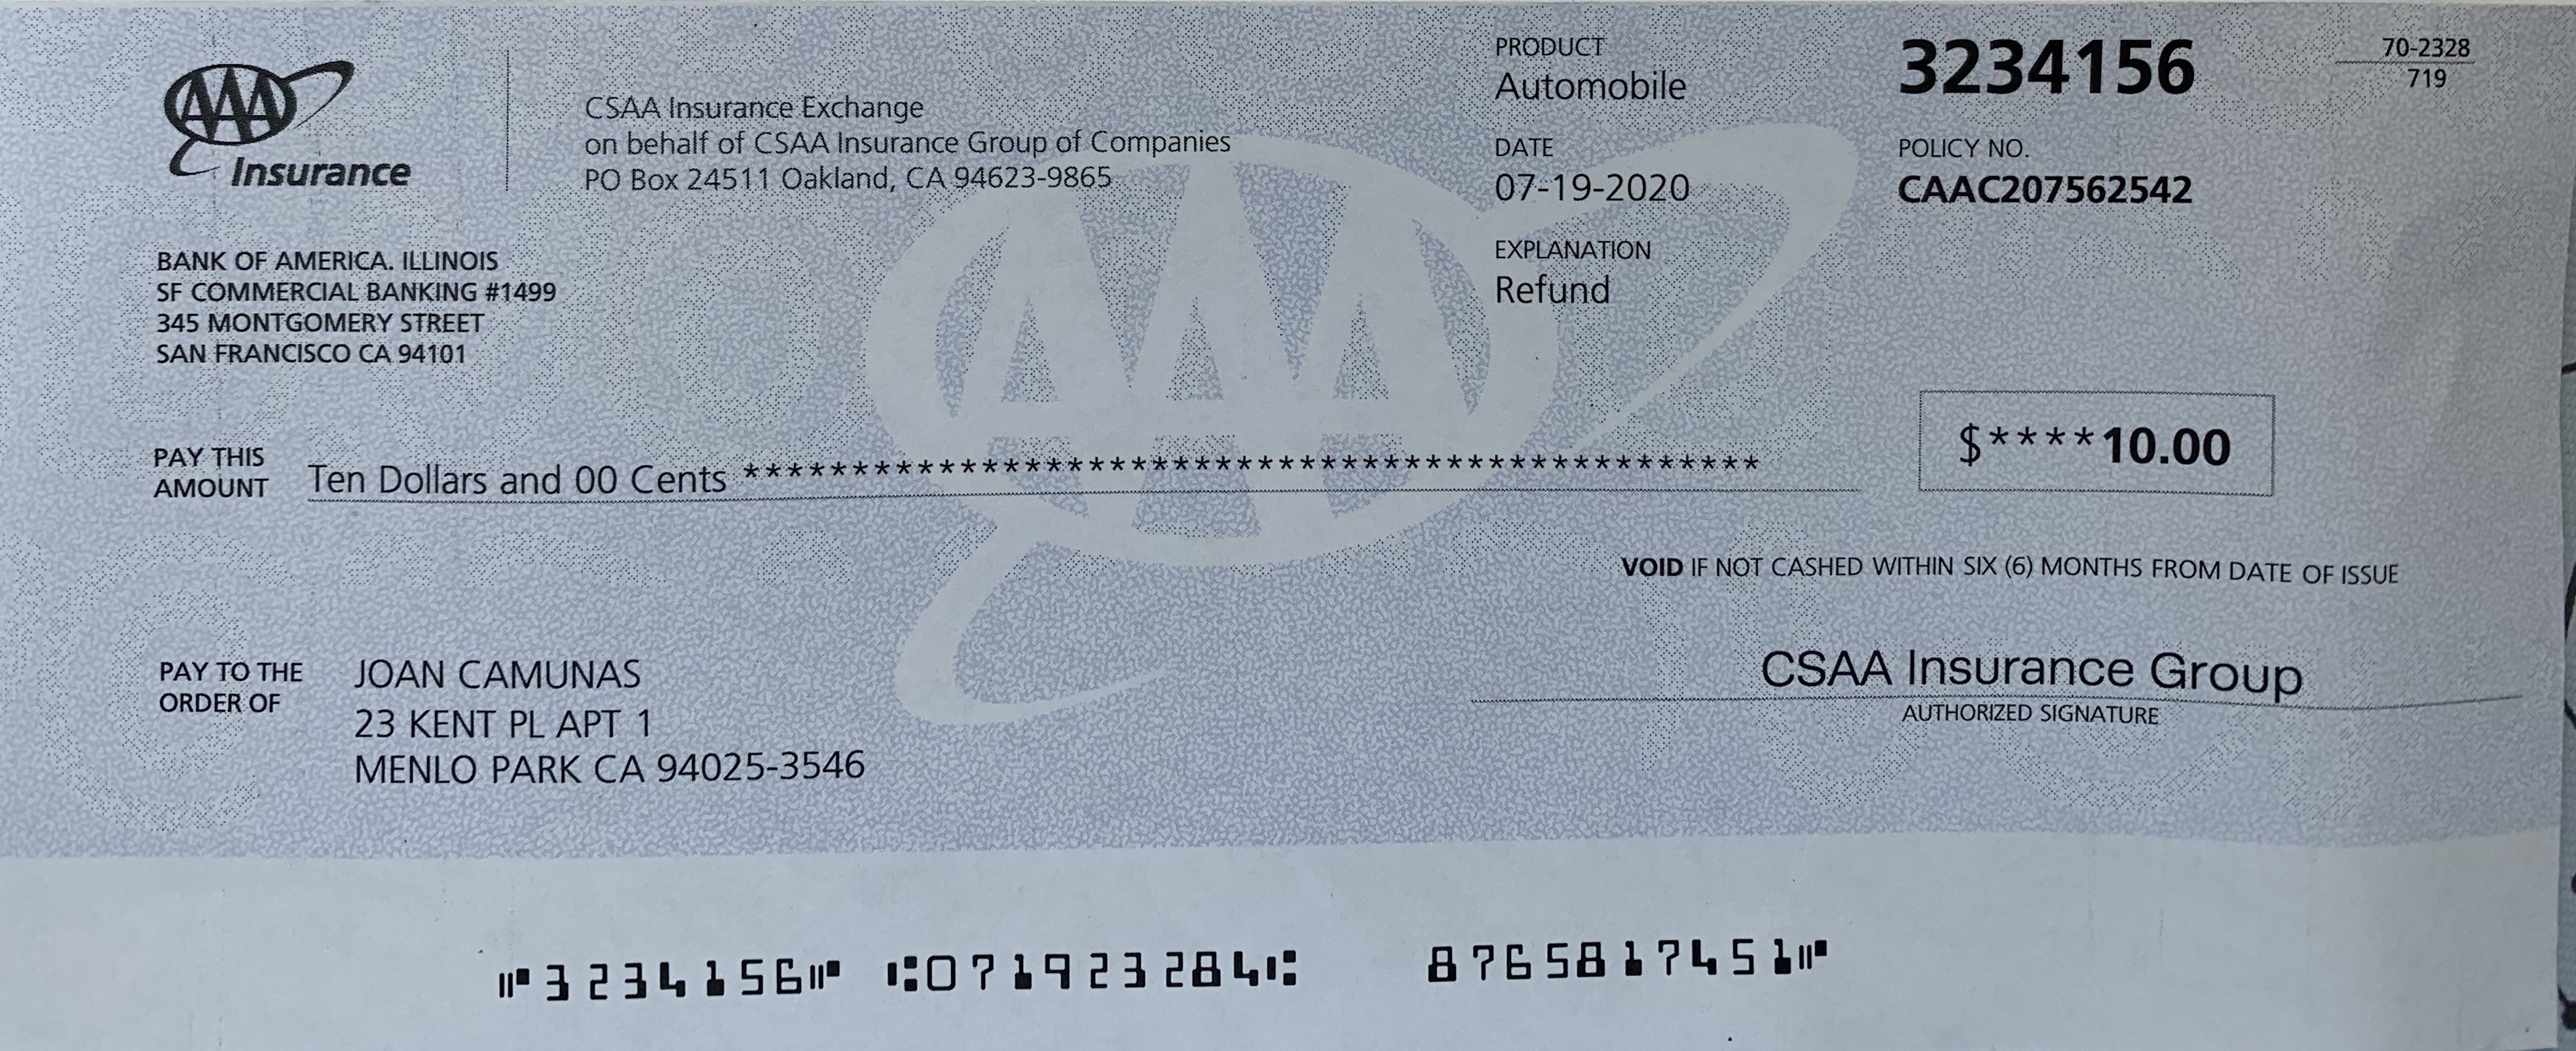 AAA
Insurance
CSAA Insurance Exchange
on behalf of CSAA Insurance Group of Companies
PO Box 24511 Oakland, CA 94623-9865
PRODUCT
Automobile
DATE
07-19-2020
EXPLANATION
Refund
3234156
POLICY NO.
CAAC207562542
70-2328
719
BANK OF AMERICA. ILLINOIS
SF COMMERCIAL BANKING #1499
345 MONTGOMERY STREET
SAN FRANCISCO CA 94101
PAY THIS
AMOUNT
Ten Dollars and 00 Cents ************************************************
$****10.00
VOID IF NOT CASHED WITHIN SIX (6) MONTHS FROM DATE OF ISSUE
PAY TO THE
ORDER OF
JOAN CAMUNAS
23 KENT PL APT 1
MENLO PARK CA 94025-3546
CSAA Insurance Group
AUTHORIZED SIGNATURE
⑈3234156⑈ ⑆071923284⑆ 8765817451⑈